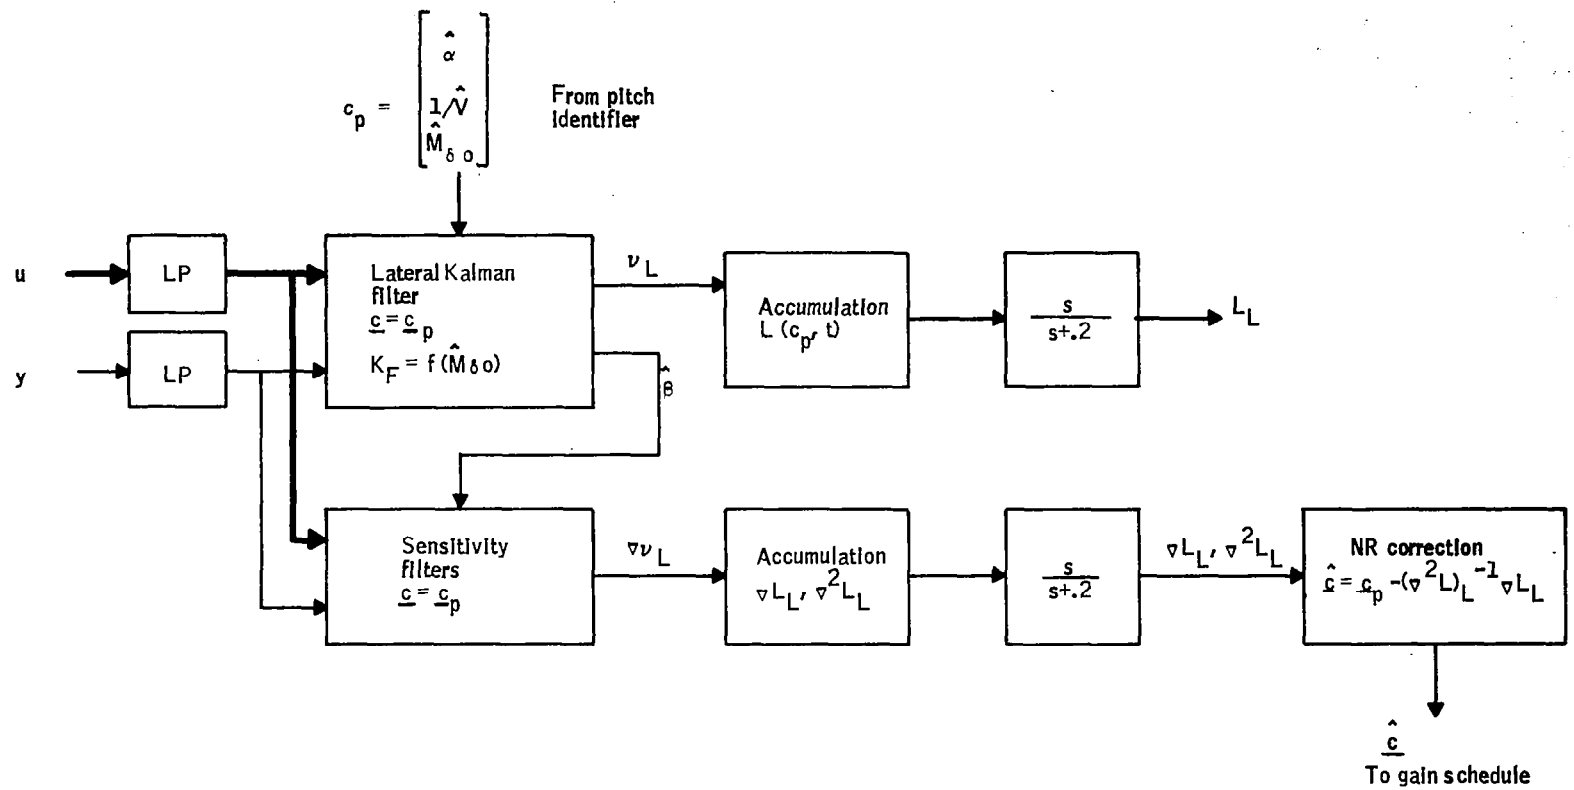 c_p = [ α̂ 1/V̂ M̂_δo ]
From pitch
identifier
u
LP
Lateral Kalman
filter
c = c_p
K_F = f (M̂_δo)
ν_L
Accumulation
L (c_p, t)
s
s+.2
L_L
y
LP
β̂
Sensitivity
filters
c = c_p
∇ν_L
Accumulation
∇L_L, ∇²L_L
s
s+.2
∇L_L, ∇²L_L
NR correction
ĉ = c_p -(∇²L)_L⁻¹ ∇L_L
ĉ
To gain schedule